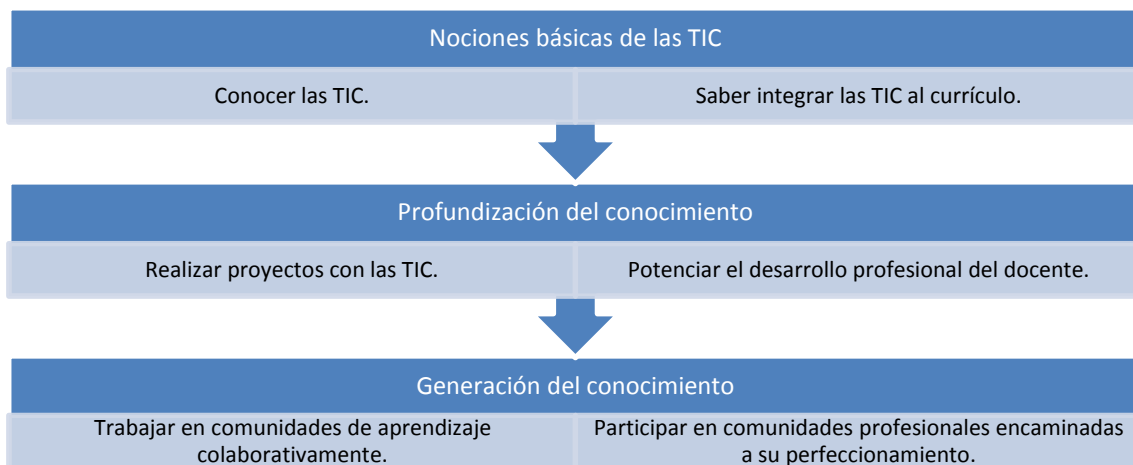 Nociones básicas de las TIC
Conocer las TIC.
Saber integrar las TIC al currículo.
Profundización del conocimiento
Realizar proyectos con las TIC.
Potenciar el desarrollo profesional del docente.
Generación del conocimiento
Trabajar en comunidades de aprendizaje
colaborativamente.
Participar en comunidades profesionales encaminadas
a su perfeccionamiento.